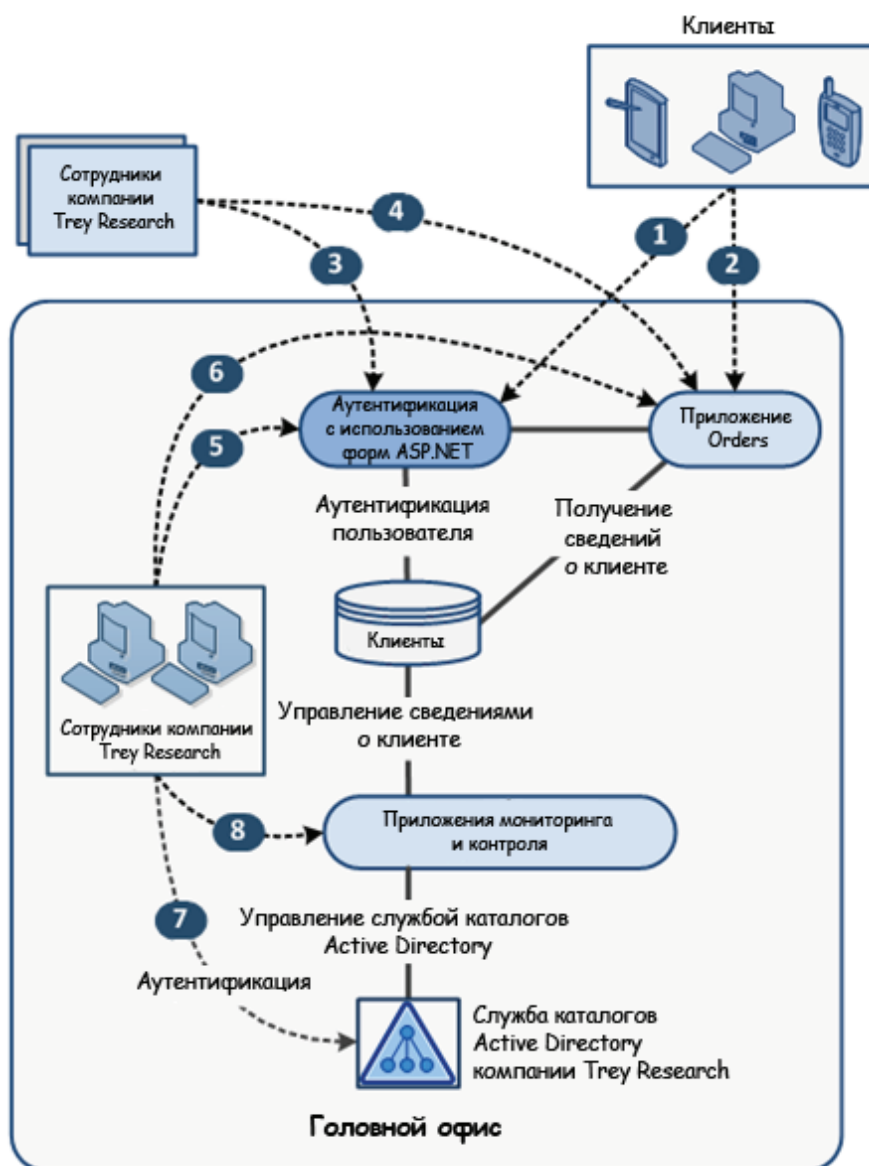 Клиенты
Сотрудники
компании
Trey Research
4
1
3
2
6
Аутентификация
с использованием
форм ASP.NET
Приложение
Orders
5
Аутентификация
пользователя
Получение
сведений
о клиенте
Клиенты
Сотрудники компании
Trey Research
Управление сведениями
о клиенте
8
Приложения мониторинга
и контроля
7
Управление службой каталогов
Active Directory
Аутентификация
Служба каталогов
Active Directory
компании Trey Research
Головной офис